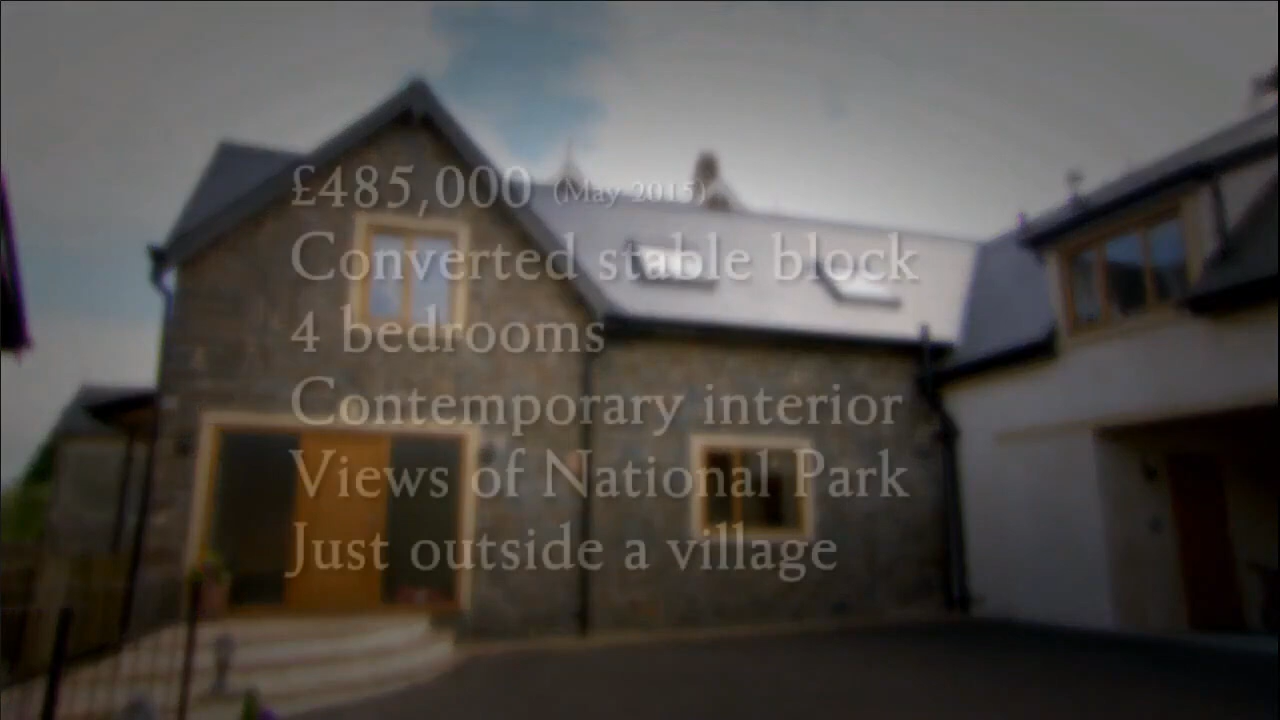 £485,000 (May 2015)
Converted stable block
4 bedrooms
Contemporary interior
Views of National Park
Just outside a village